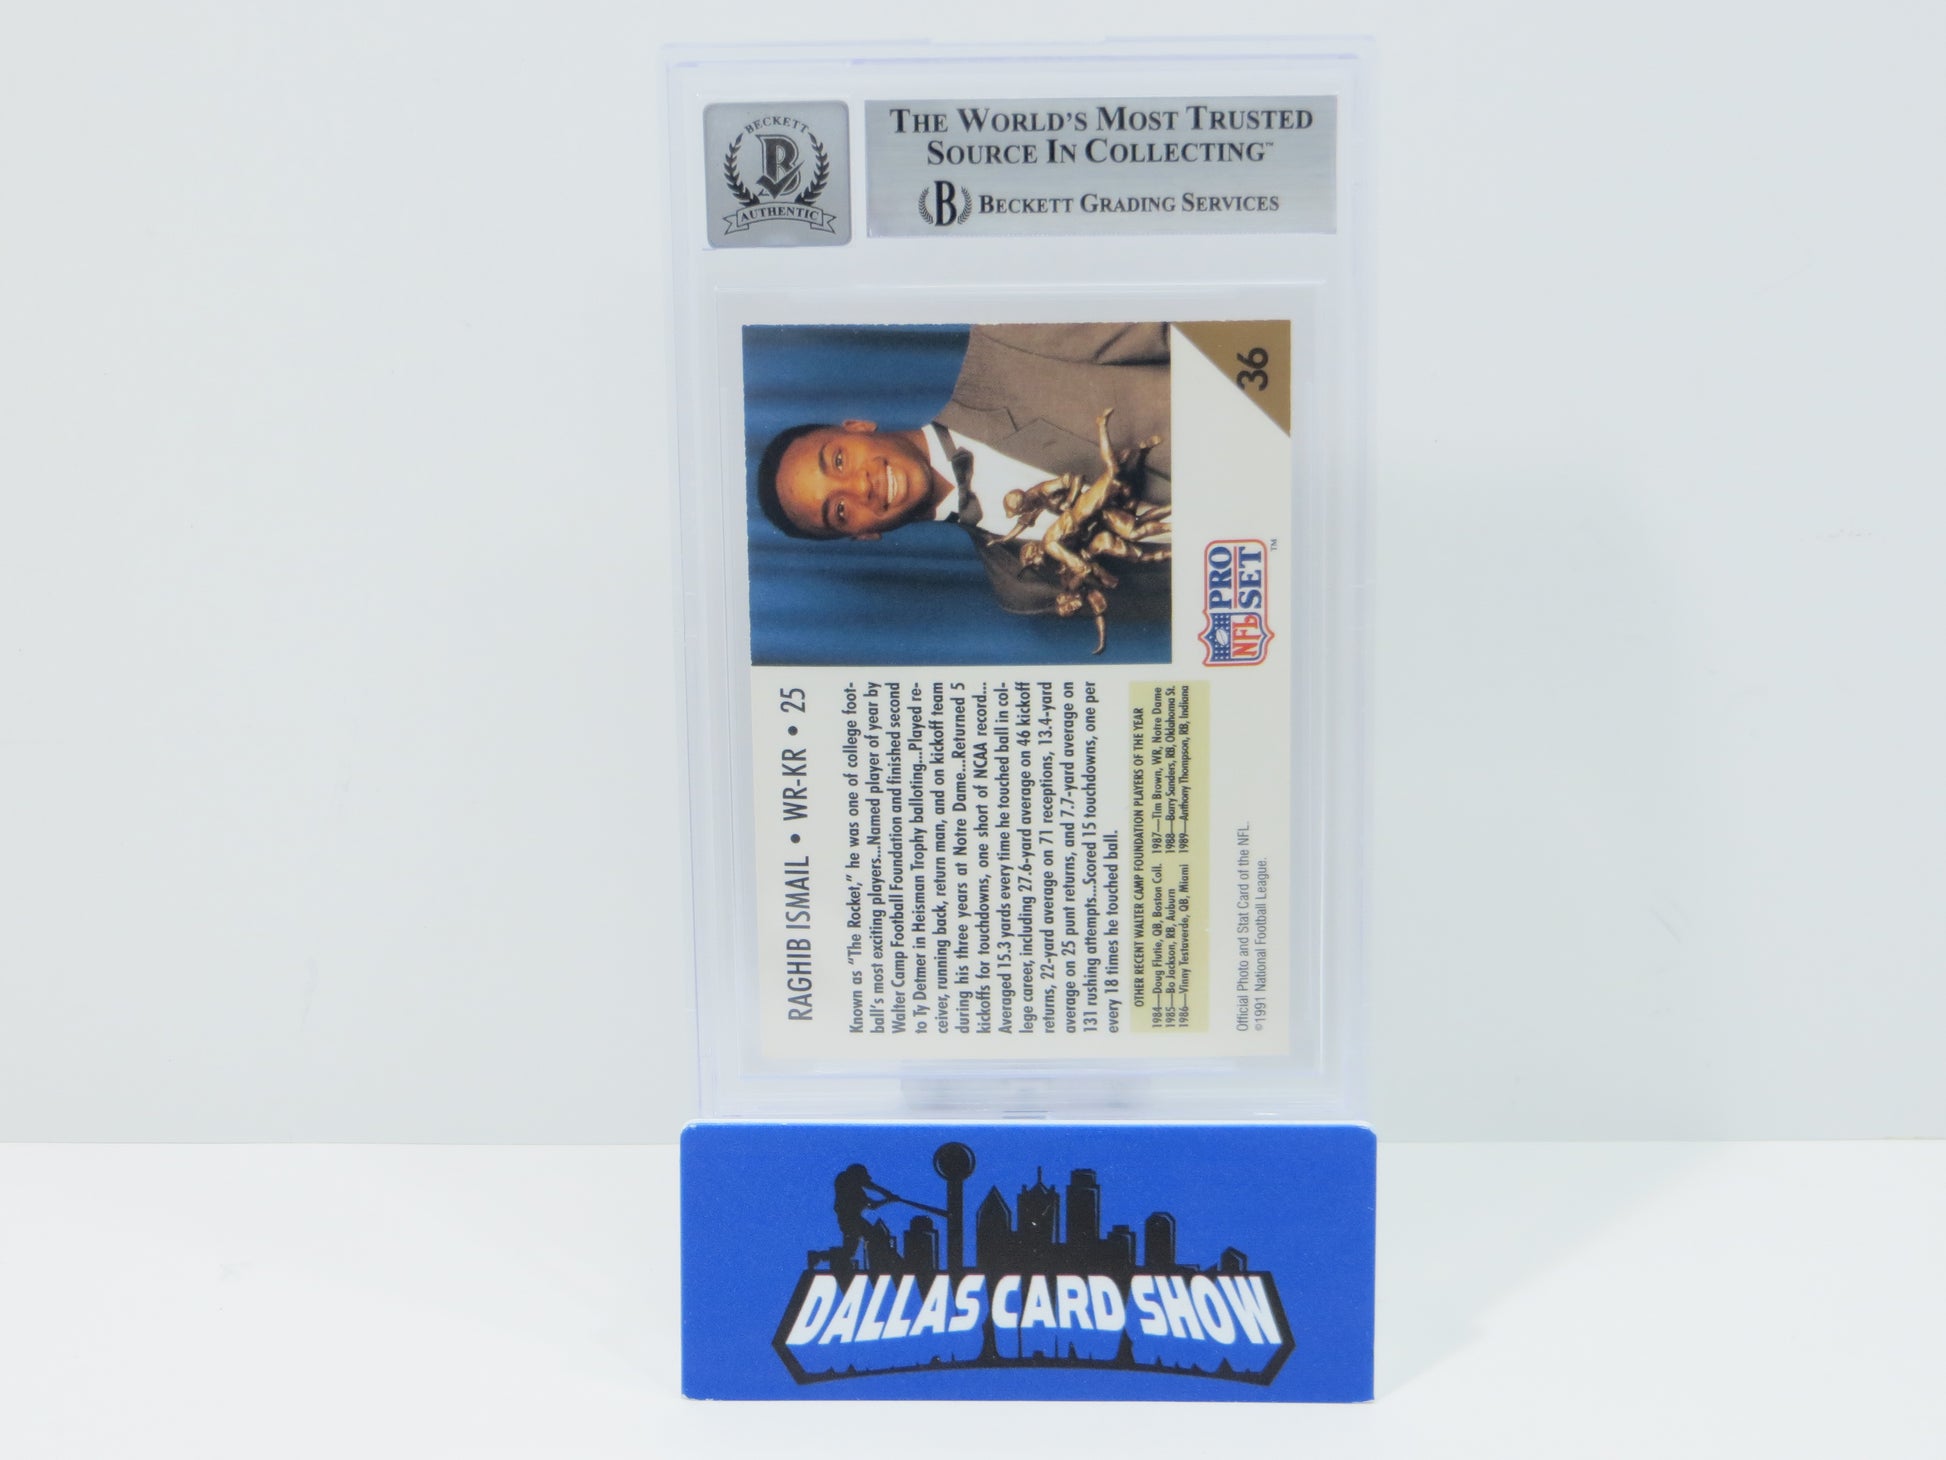 BECKETT
B
AUTHENTIC
THE WORLD'S MOST TRUSTED
SOURCE IN COLLECTING™
B BECKETT GRADING SERVICES
36
NFL PRO SET ™
RAGHIB ISMAIL • WR-KR • 25
Known as "The Rocket," he was one of college foot-
ball's most exciting players...Named player of year by
Walter Camp Football Foundation and finished second
to Ty Detmer in Heisman Trophy balloting...Played re-
ceiver, running back, return man, and on kickoff team
during his three years at Notre Dame...Returned 5
kickoffs for touchdowns, one short of NCAA record...
Averaged 15.3 yards every time he touched ball in col-
lege career, including 27.6-yard average on 46 kickoff
returns, 22-yard average on 71 receptions, 13.4-yard
average on 25 punt returns, and 7.7-yard average on
131 rushing attempts...Scored 15 touchdowns, one per
every 18 times he touched ball.
OTHER RECENT WALTER CAMP FOUNDATION PLAYERS OF THE YEAR
1984—Doug Flutie, QB, Boston Coll.
1985—Bo Jackson, RB, Auburn
1986—Vinny Testaverde, QB, Miami
1987—Tim Brown, WR, Notre Dame
1988—Barry Sanders, RB, Oklahoma St.
1989—Anthony Thompson, RB, Indiana
Official Photo and Stat Card of the NFL.
©1991 National Football League.
DALLAS CARD SHOW